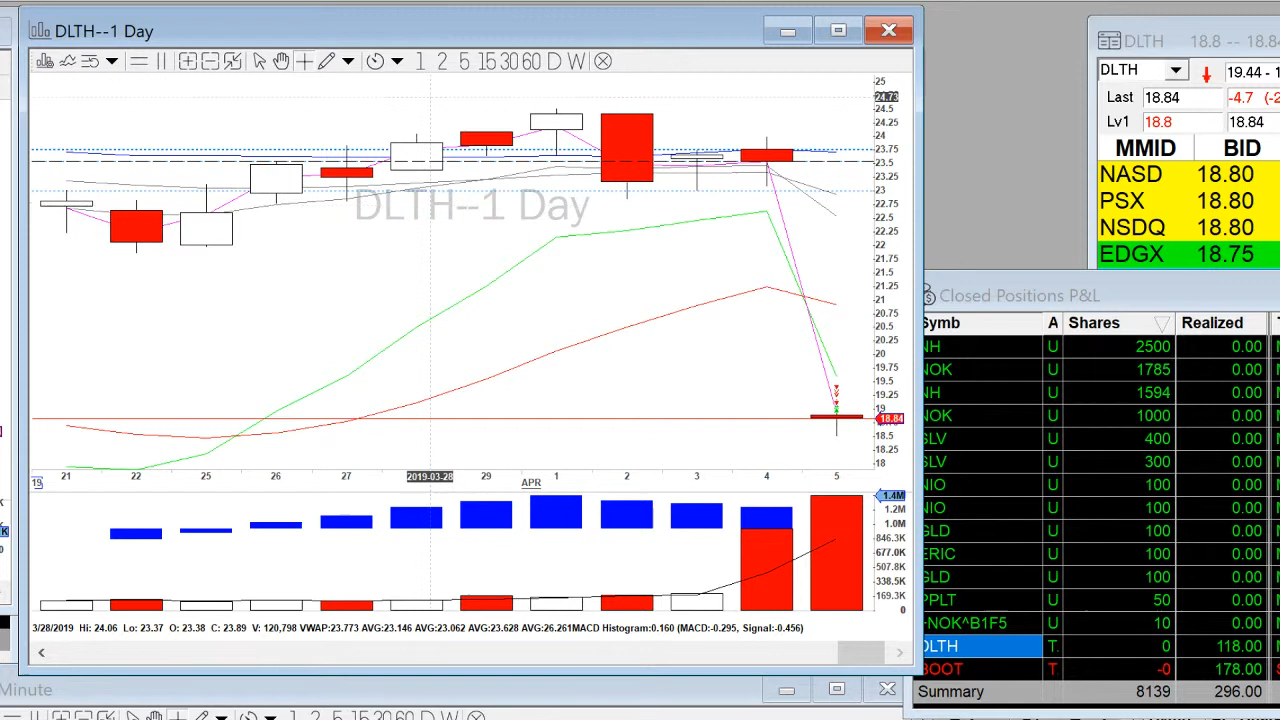 DLTH--1 Day
1 2 5 15 30 60 D W
DLTH--1 Day
25
24.73
24.5
24.25
24
23.75
23.5
23.25
23
22.75
22.5
22.25
22
21.75
21.5
21.25
21
20.75
20.5
20.25
20
19.75
19.5
19.25
19
18.84
18.5
18.25
18
19 21 22 25 26 27 2019-03-28 29 APR 1 2 3 4 5
1.4M
1.2M
1.0M
846.3K
677.0K
507.8K
338.5K
169.3K
0
3/28/2019 Hi: 24.06 Lo: 23.37 O: 23.38 C: 23.89 V: 120,798 VWAP:23.773 AVG:23.146 AVG:23.062 AVG:23.628 AVG:26.261MACD Histogram:0.160 (MACD:-0.295, Signal:-0.456)
Minute
DLTH 18.8 -- 18.84
DLTH 19.44 - 1
Last 18.84 -4.7 (-2
Lv1 18.8 18.84
MMID BID
NASD 18.80
PSX 18.80
NSDQ 18.80
EDGX 18.75
Closed Positions P&L
Symb A Shares Realized
NH U 2500 0.00
NOK U 1785 0.00
NH U 1594 0.00
NOK U 1000 0.00
SLV U 400 0.00
SLV U 300 0.00
NIO U 100 0.00
NIO U 100 0.00
GLD U 100 0.00
ERIC U 100 0.00
GLD U 100 0.00
PPLT U 50 0.00
+NOK^B1F5 U 10 0.00
DLTH T. 0 118.00
BOOT T -0 178.00
Summary 8139 296.00